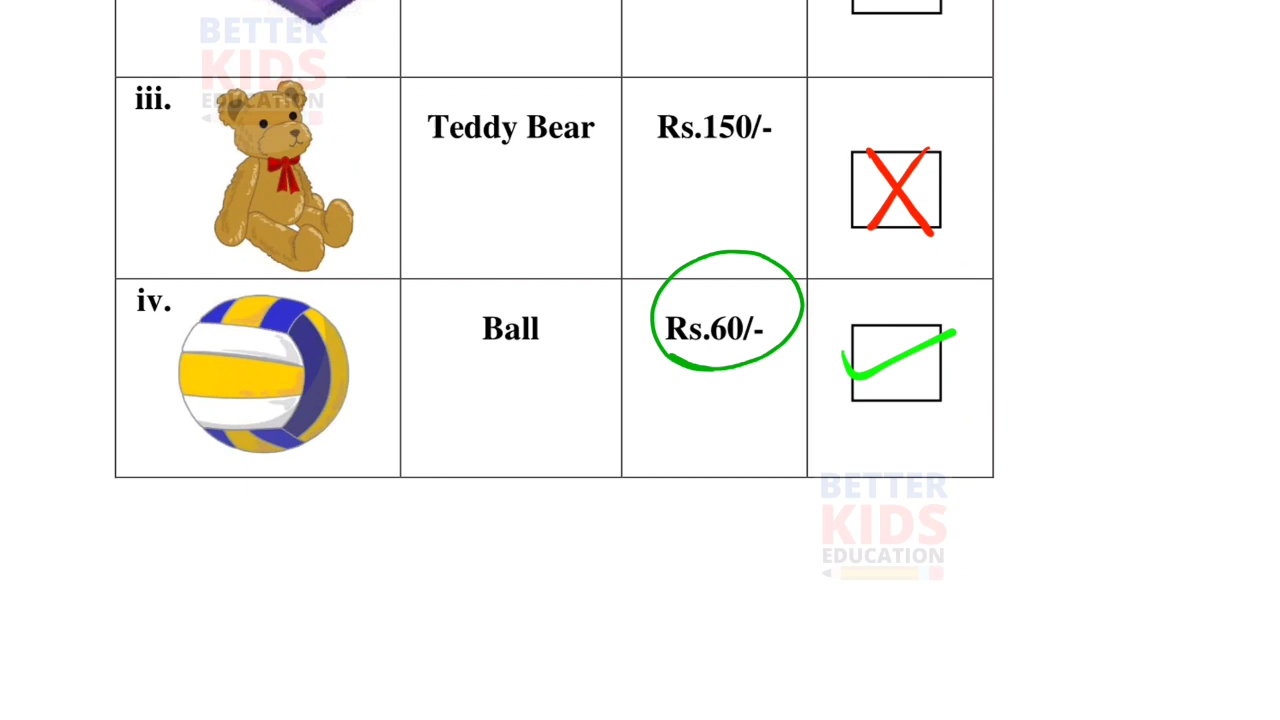 BETTER
KIDS
EDUCATION
iii.
Teddy Bear
Rs.150/-
iv.
Ball
Rs.60/-
BETTER
KIDS
EDUCATION